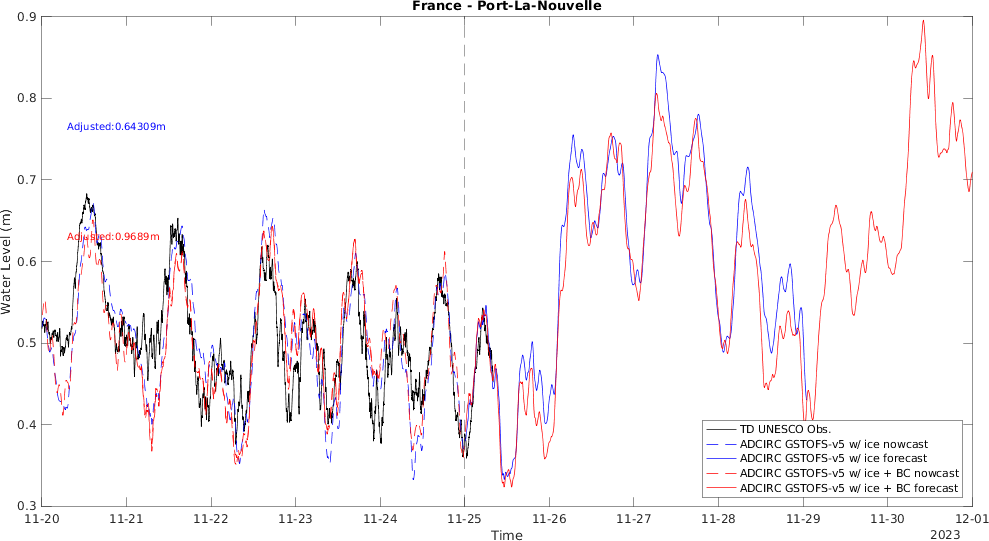 France - Port-La-Nouvelle
0.9
0.8
0.7
0.6
0.5
0.4
0.3
Water Level (m)
Adjusted:0.64309m
Adjusted:0.9689m
TD UNESCO Obs.
ADCIRC GSTOFS-v5 w/ ice nowcast
ADCIRC GSTOFS-v5 w/ ice forecast
ADCIRC GSTOFS-v5 w/ ice + BC nowcast
ADCIRC GSTOFS-v5 w/ ice + BC forecast
11-20 11-21 11-22 11-23 11-24 11-25 11-26 11-27 11-28 11-29 11-30 12-01
Time
2023